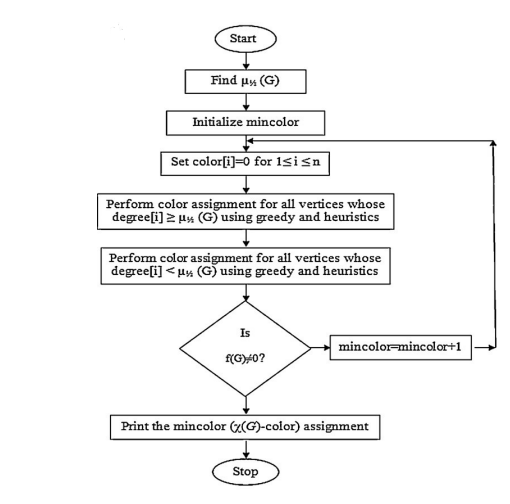 Start
Find μ½ (G)
Initialize mincolor
Set color[i]=0 for 1≤i≤n
Perform color assignment for all vertices whose
degree[i] ≥ μ½ (G) using greedy and heuristics
Perform color assignment for all vertices whose
degree[i] < μ½ (G) using greedy and heuristics
Is
f(G)≠0?
mincolor=mincolor+1
Print the mincolor (χ(G)-color) assignment
Stop